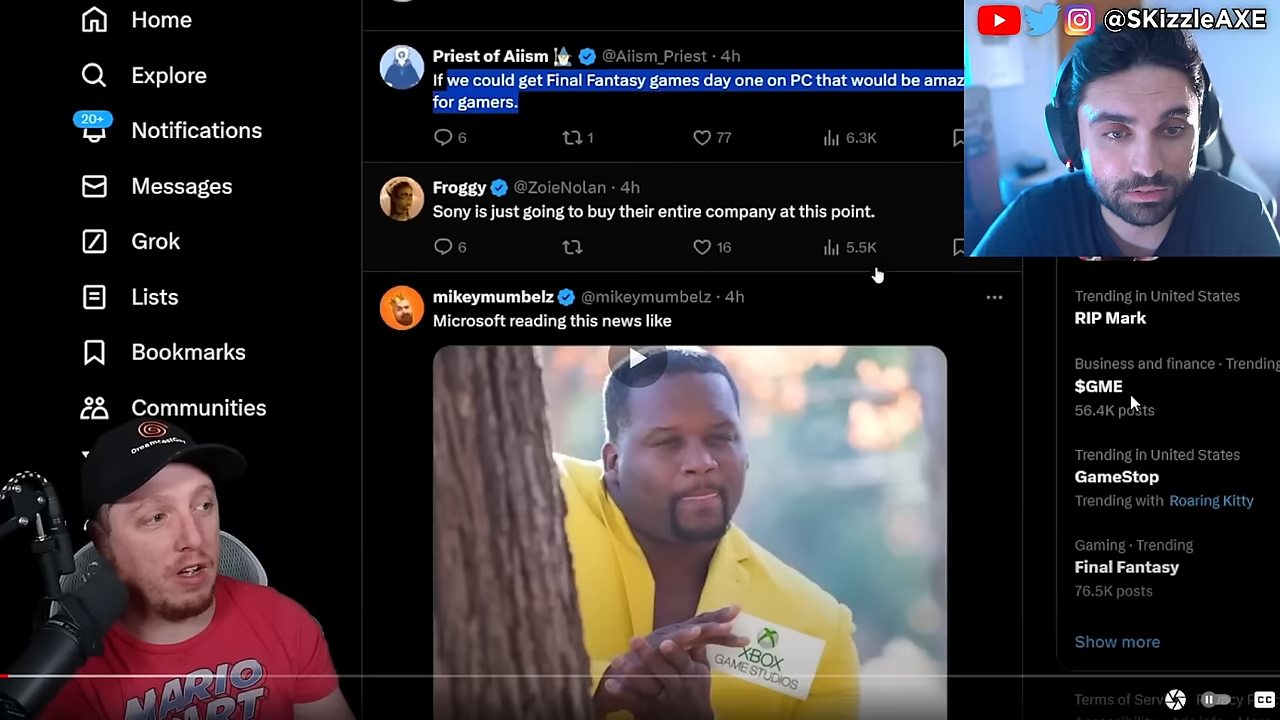 @SKizzleAXE
Home
Explore
20+
Notifications
Messages
Grok
Lists
Bookmarks
Communities
Priest of Aiism @Aiism_Priest · 4h
If we could get Final Fantasy games day one on PC that would be amaz
for gamers.
6 1 77 6.3K
Froggy @ZoieNolan · 4h
Sony is just going to buy their entire company at this point.
6 16 5.5K
mikeymumbelz @mikeymumbelz · 4h
Microsoft reading this news like
XBOX
GAME STUDIOS
Trending in United States
RIP Mark
Business and finance · Trending
$GME
56.4K posts
Trending in United States
GameStop
Trending with Roaring Kitty
Gaming · Trending
Final Fantasy
76.5K posts
Show more
Terms of Serv
CC
Dreamcast
MARIO
KART